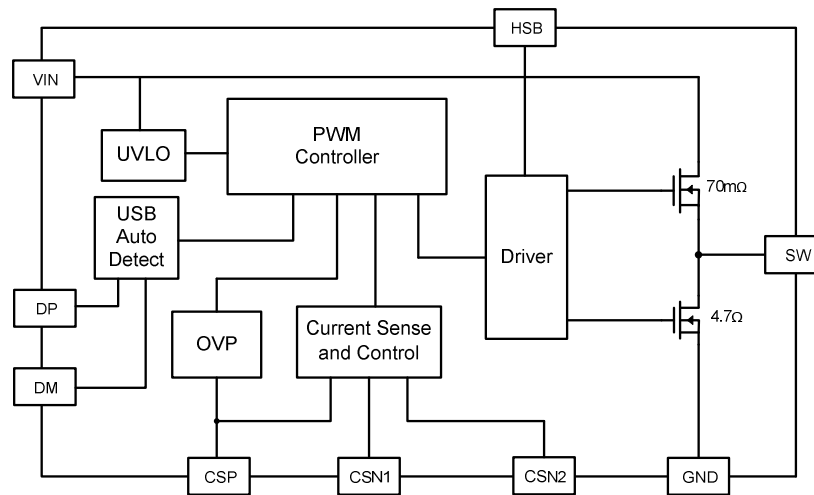 HSB
VIN
PWM
Controller
UVLO
USB
Auto
Detect
70mΩ
Driver
SW
DP
OVP
Current Sense
and Control
4.7Ω
DM
CSP
CSN1
CSN2
GND